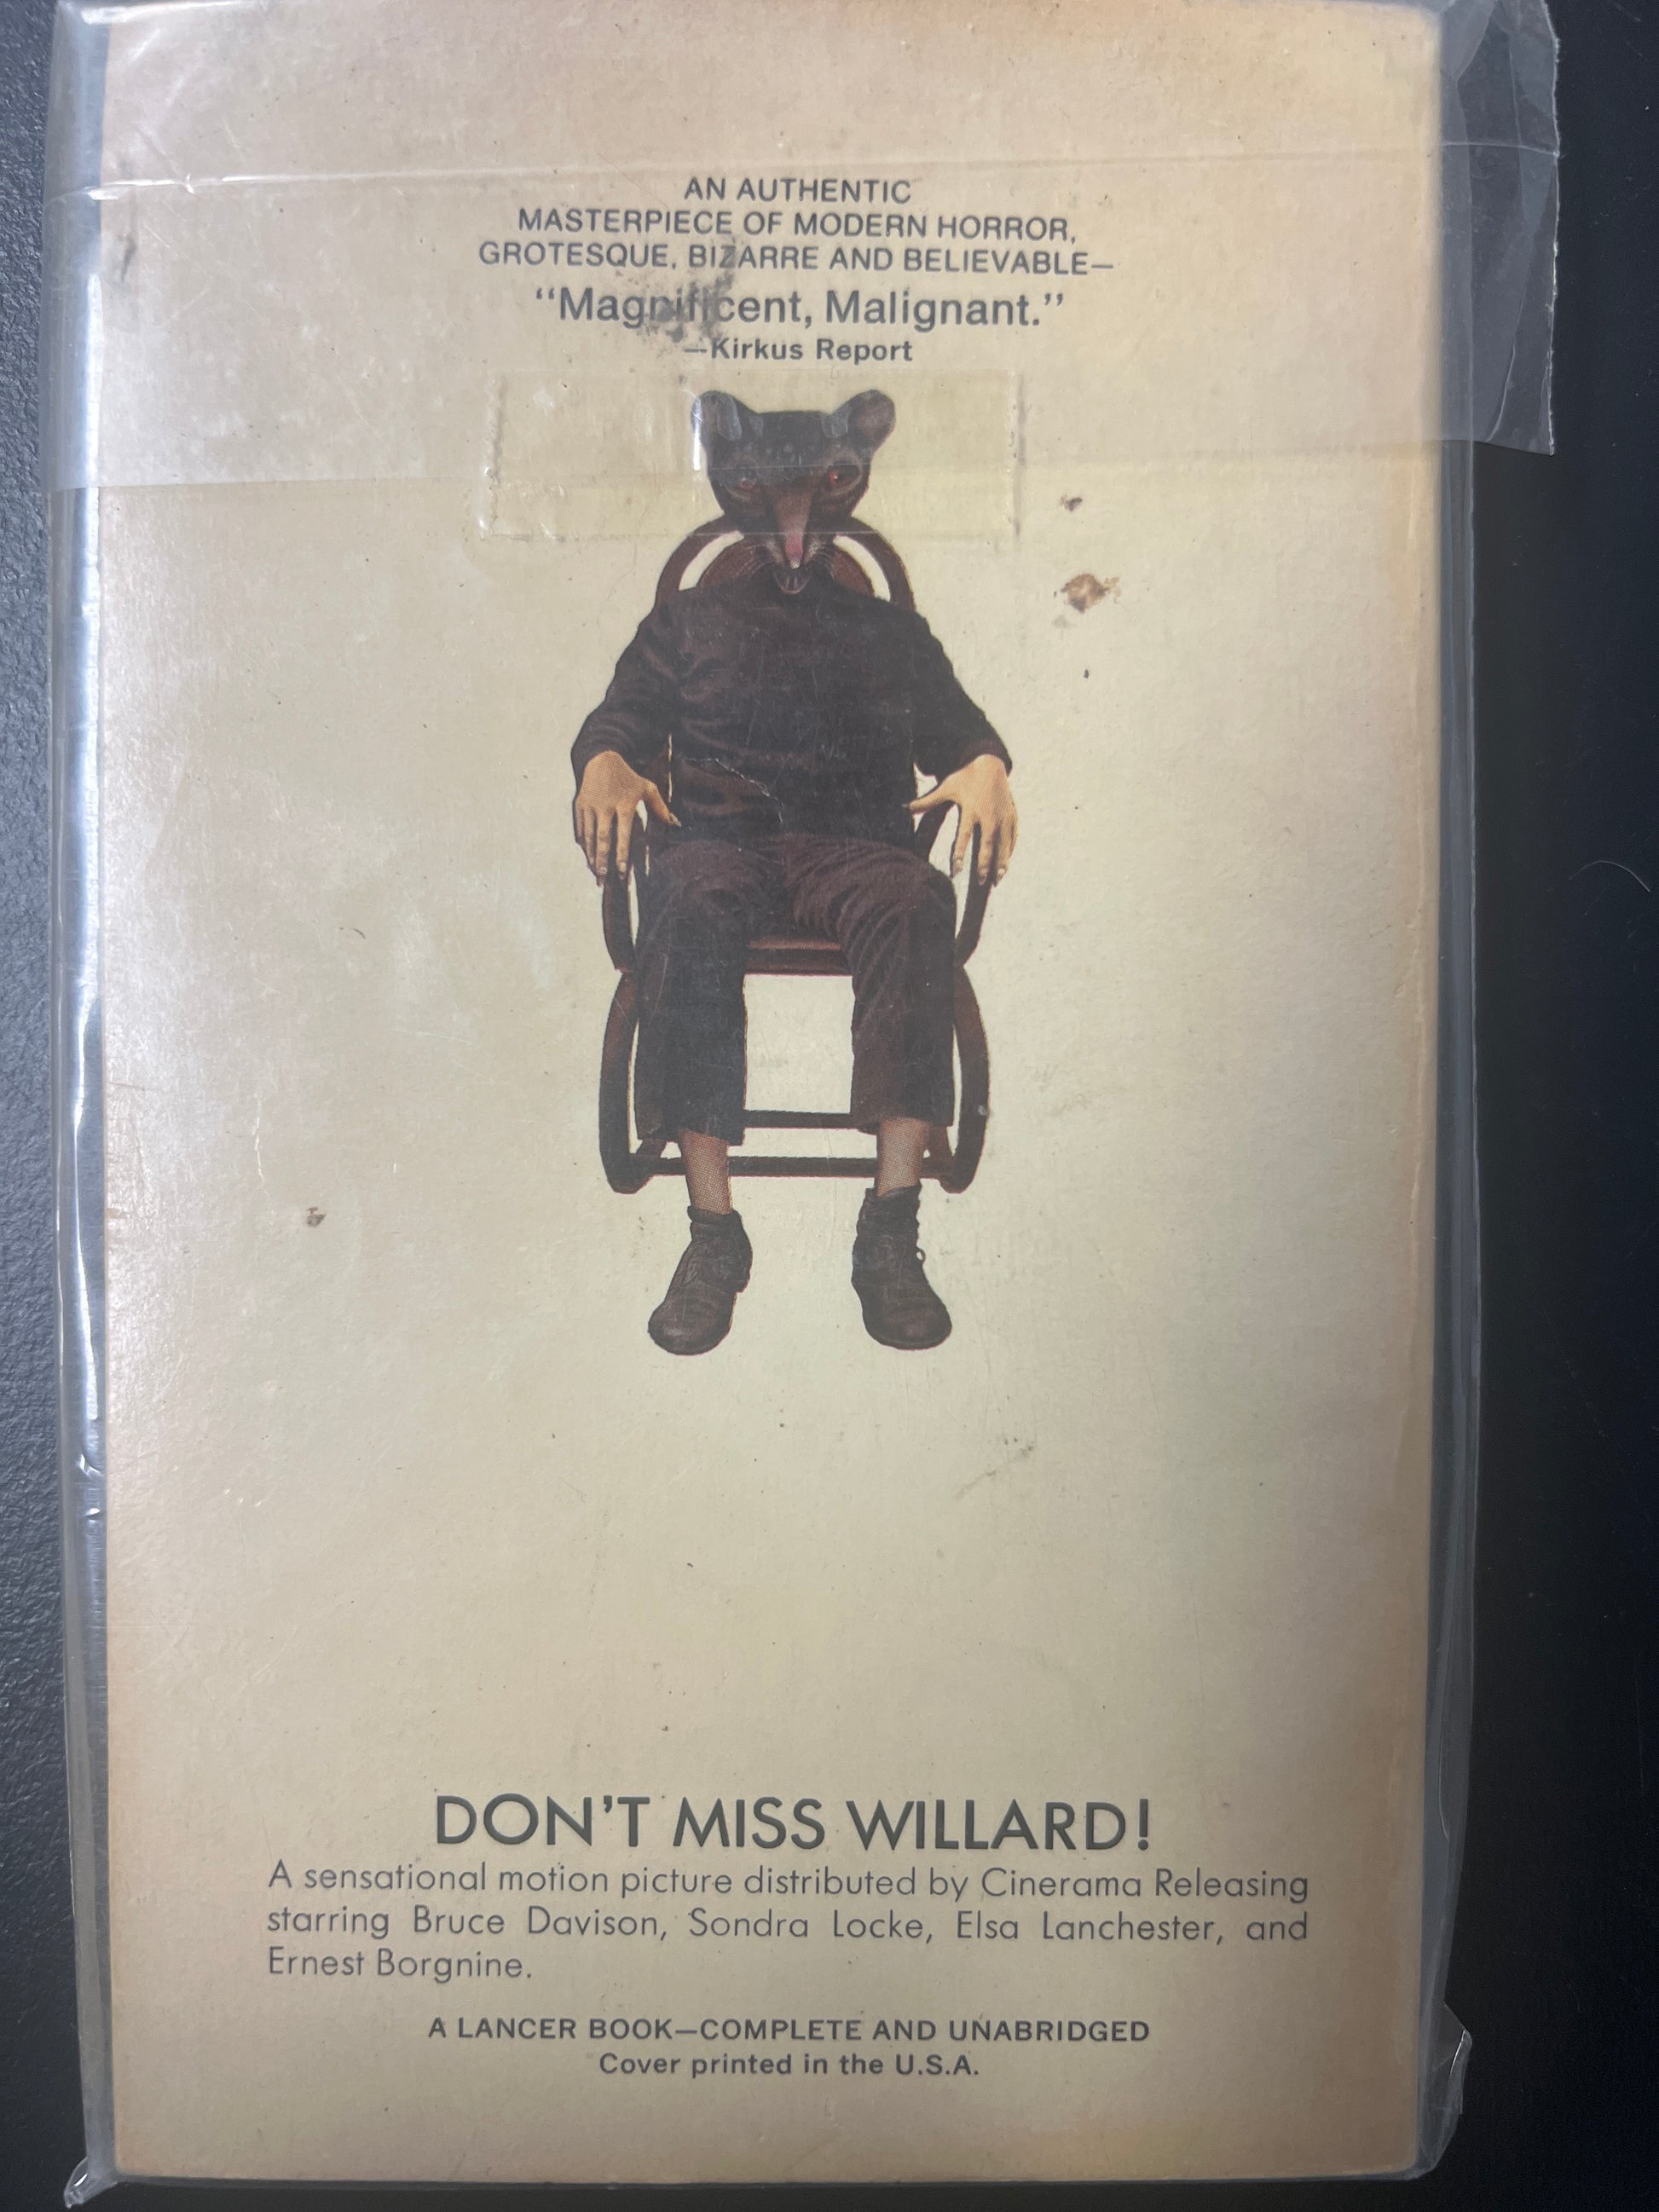 AN AUTHENTIC
MASTERPIECE OF MODERN HORROR,
GROTESQUE, BIZARRE AND BELIEVABLE—
“Magnificent, Malignant.”
—Kirkus Report
DON'T MISS WILLARD!
A sensational motion picture distributed by Cinerama Releasing
starring Bruce Davison, Sondra Locke, Elsa Lanchester, and
Ernest Borgnine.
A LANCER BOOK—COMPLETE AND UNABRIDGED
Cover printed in the U.S.A.